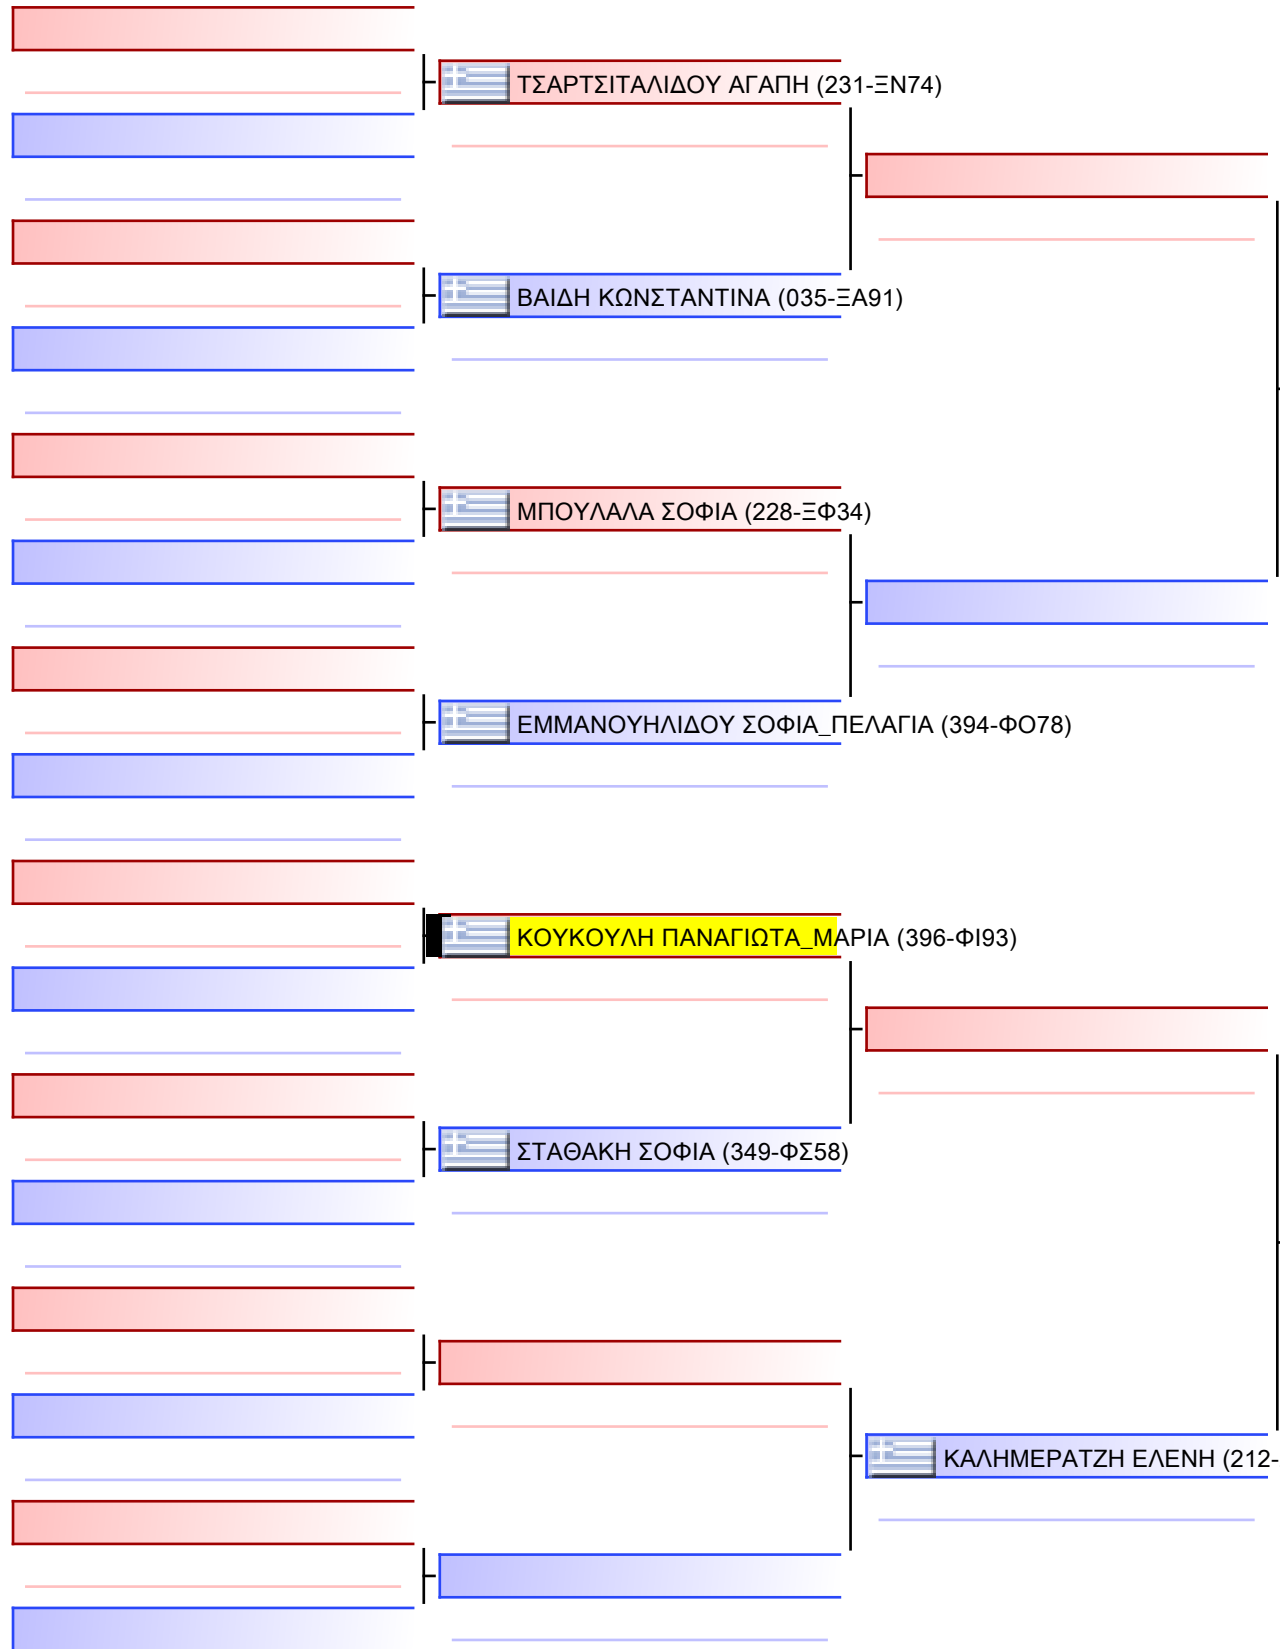 ΤΣΑΡΤΣΙΤΑΛΙΔΟΥ ΑΓΑΠΗ (231-ΞΝ74)
ΒΑΙΔΗ ΚΩΝΣΤΑΝΤΙΝΑ (035-ΞΑ91)
ΜΠΟΥΛΑΛΑ ΣΟΦΙΑ (228-ΞΦ34)
ΕΜΜΑΝΟΥΗΛΙΔΟΥ ΣΟΦΙΑ_ΠΕΛΑΓΙΑ (394-ΦΟ78)
ΚΟΥΚΟΥΛΗ ΠΑΝΑΓΙΩΤΑ_ΜΑΡΙΑ (396-ΦΙ93)
ΣΤΑΘΑΚΗ ΣΟΦΙΑ (349-ΦΣ58)
ΚΑΛΗΜΕΡΑΤΖΗ ΕΛΕΝΗ (212-